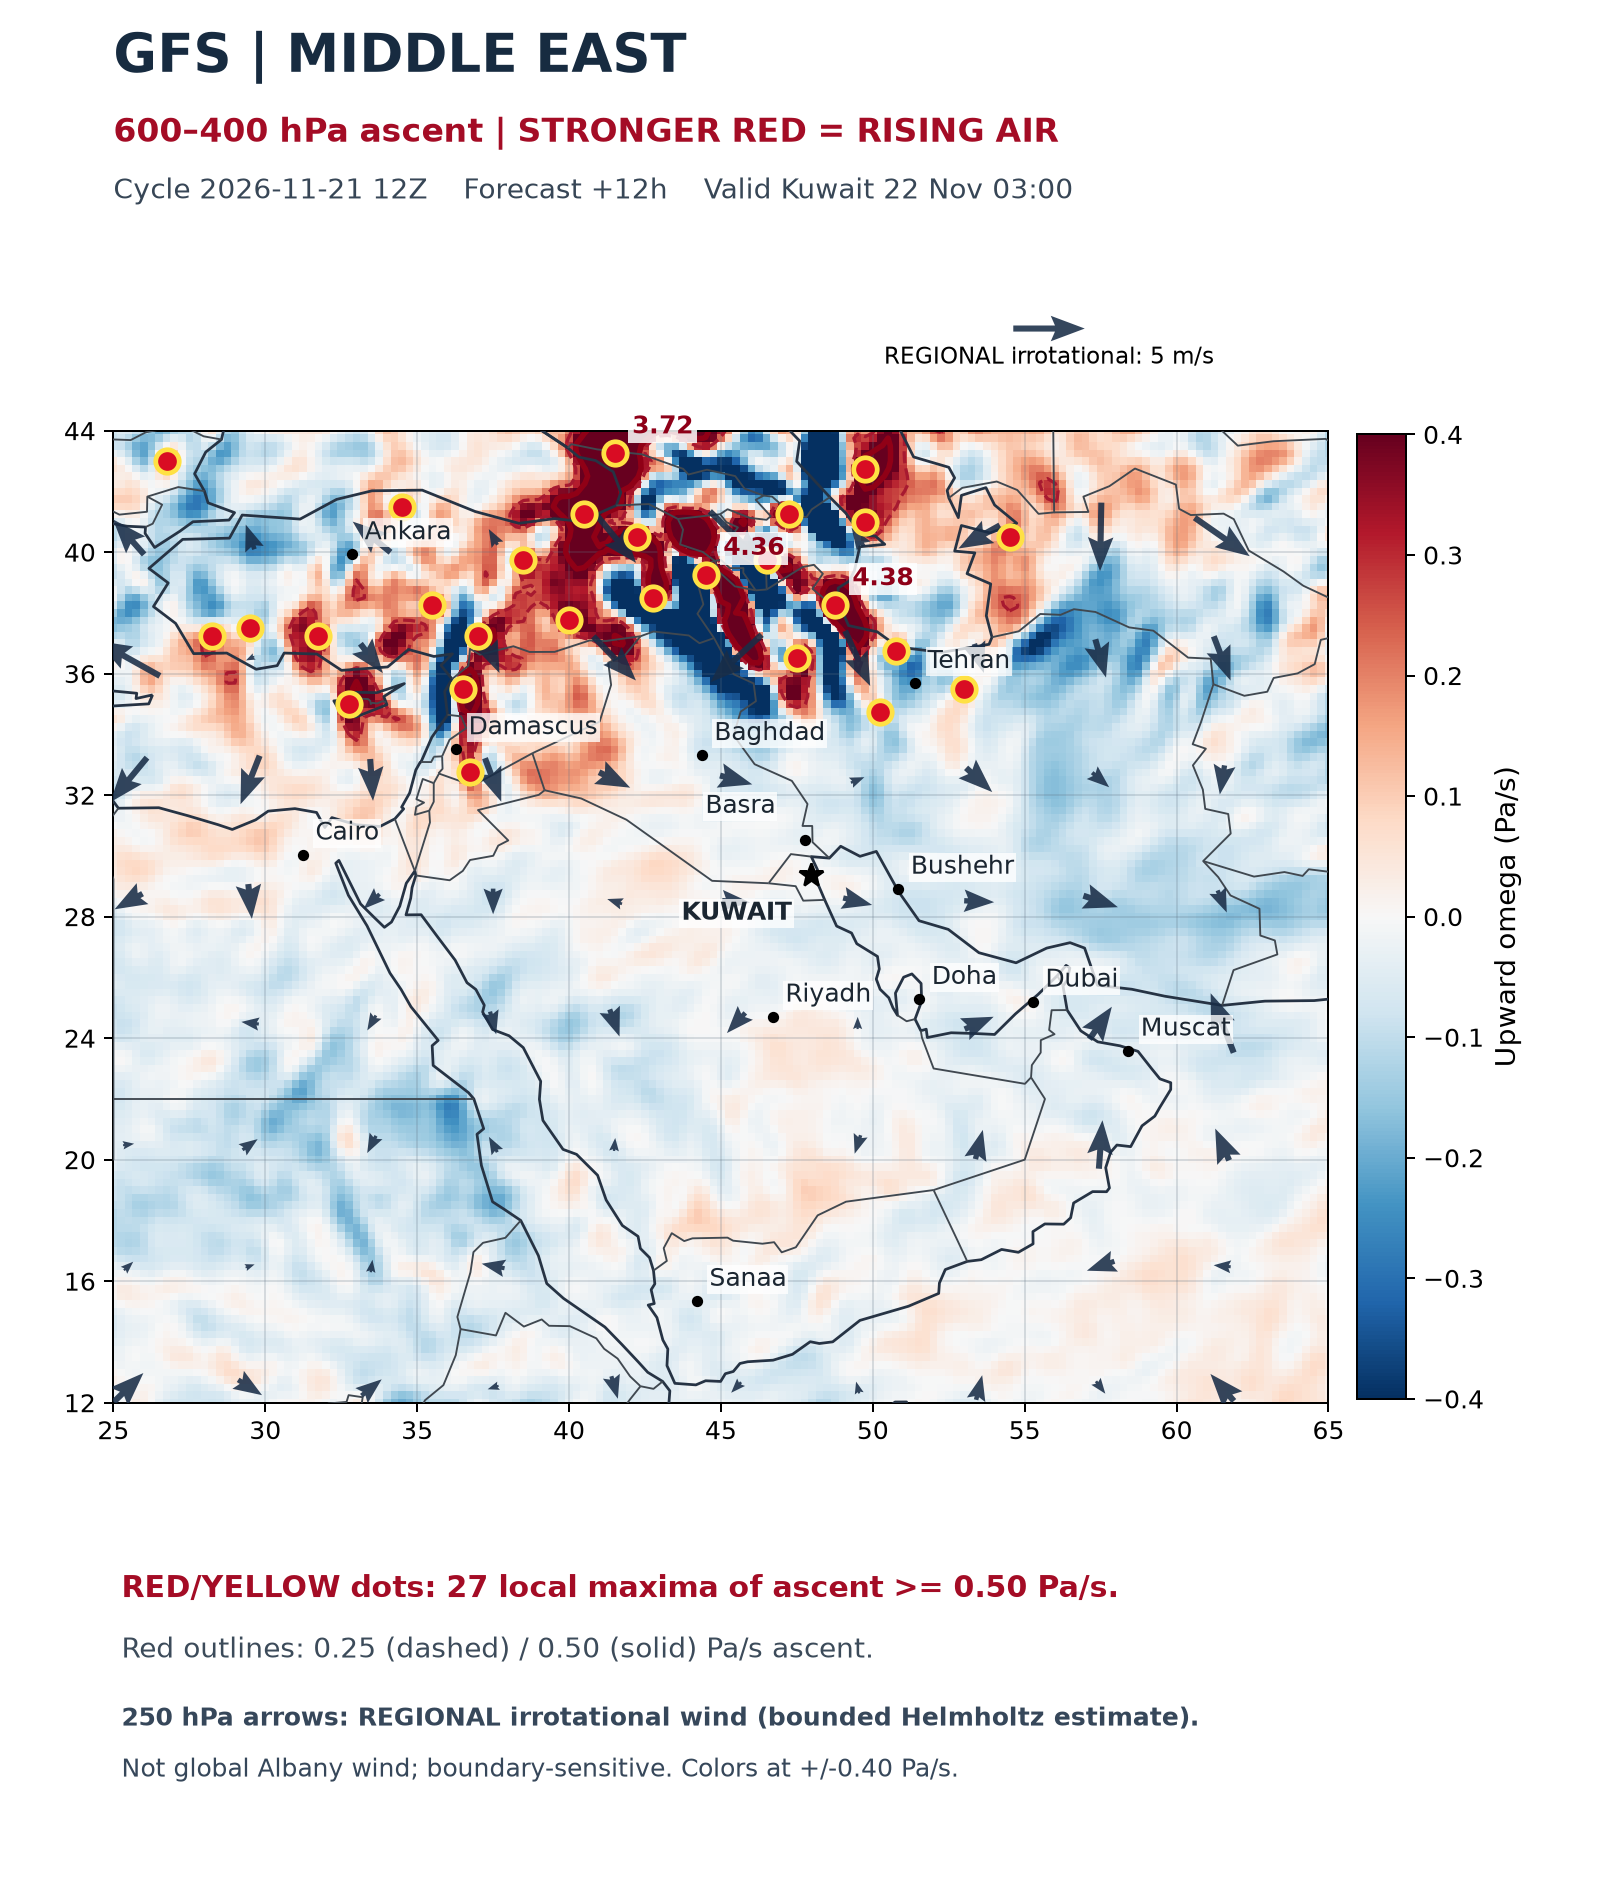 GFS | MIDDLE EAST
600–400 hPa ascent | STRONGER RED = RISING AIR
Cycle 2026-11-21 12Z    Forecast +12h    Valid Kuwait 22 Nov 03:00
REGIONAL irrotational: 5 m/s
3.72
4.36
4.38
Ankara
Tehran
Damascus
Baghdad
Basra
Cairo
Bushehr
KUWAIT
Riyadh
Doha
Dubai
Muscat
Sanaa
44
40
36
32
28
24
20
16
12
25
30
35
40
45
50
55
60
65
0.4
0.3
0.2
0.1
0.0
−0.1
−0.2
−0.3
−0.4
Upward omega (Pa/s)
RED/YELLOW dots: 27 local maxima of ascent >= 0.50 Pa/s.
Red outlines: 0.25 (dashed) / 0.50 (solid) Pa/s ascent.
250 hPa arrows: REGIONAL irrotational wind (bounded Helmholtz estimate).
Not global Albany wind; boundary-sensitive. Colors at +/-0.40 Pa/s.